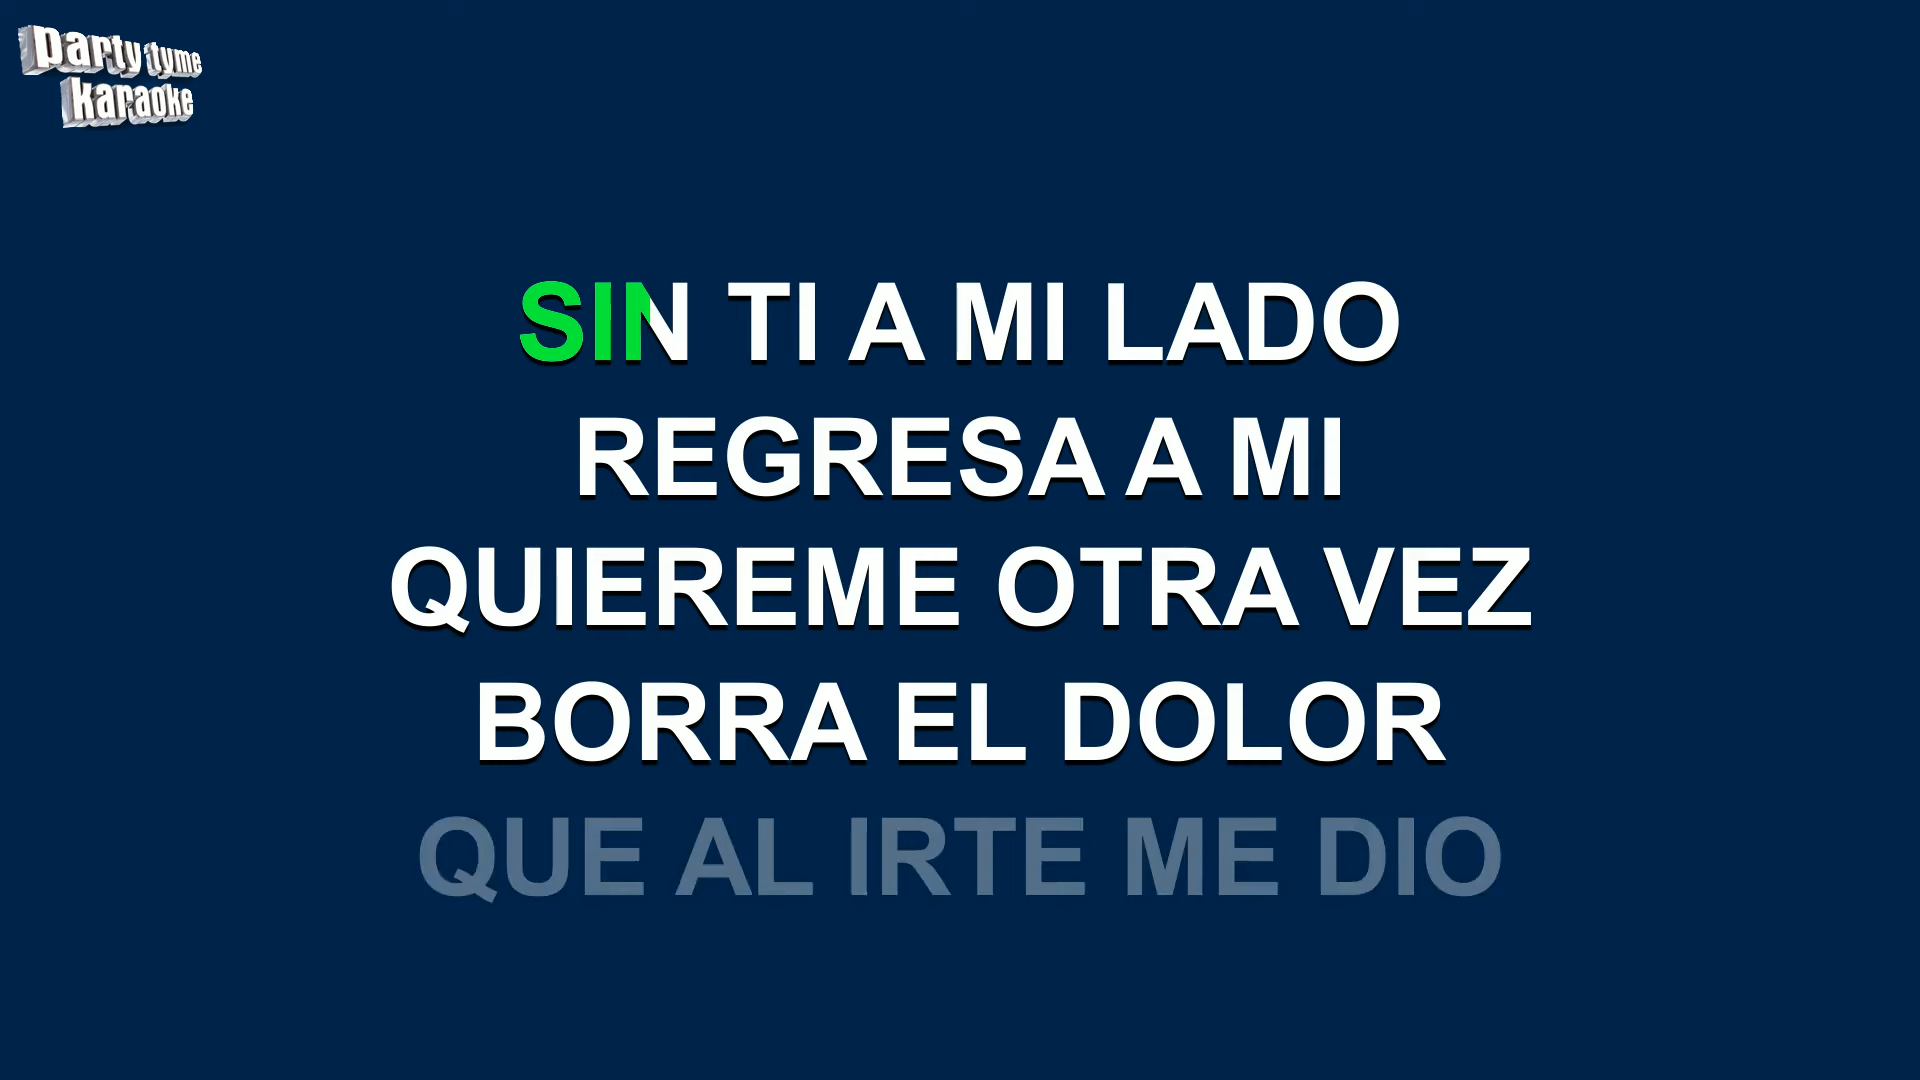 party tyme
karaoke
SIN TI A MI LADO
REGRESA A MI
QUIEREME OTRA VEZ
BORRA EL DOLOR
QUE AL IRTE ME DIO